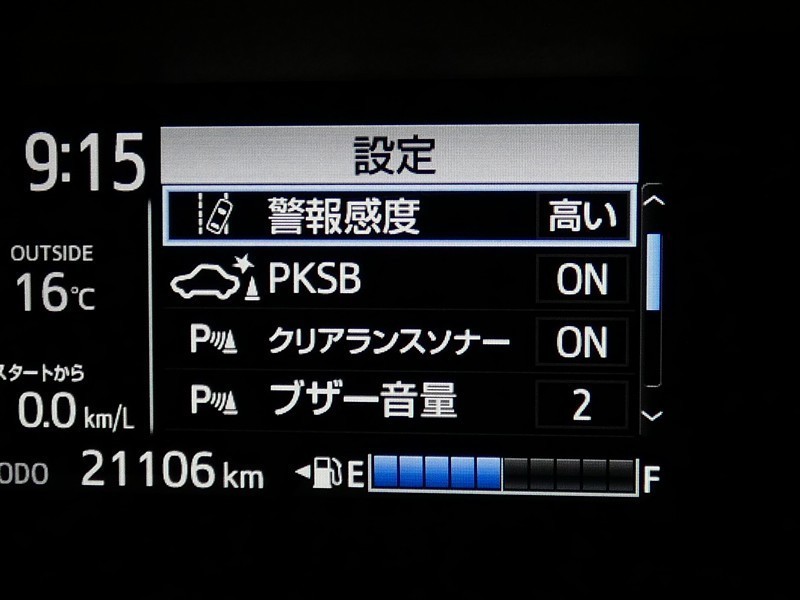 9:15
設定
警報感度 高い
OUTSIDE
16℃
PKSB ON
クリアランスソナー ON
スタートから
0.0 km/L
ブザー音量 2
ODO 21106 km E F